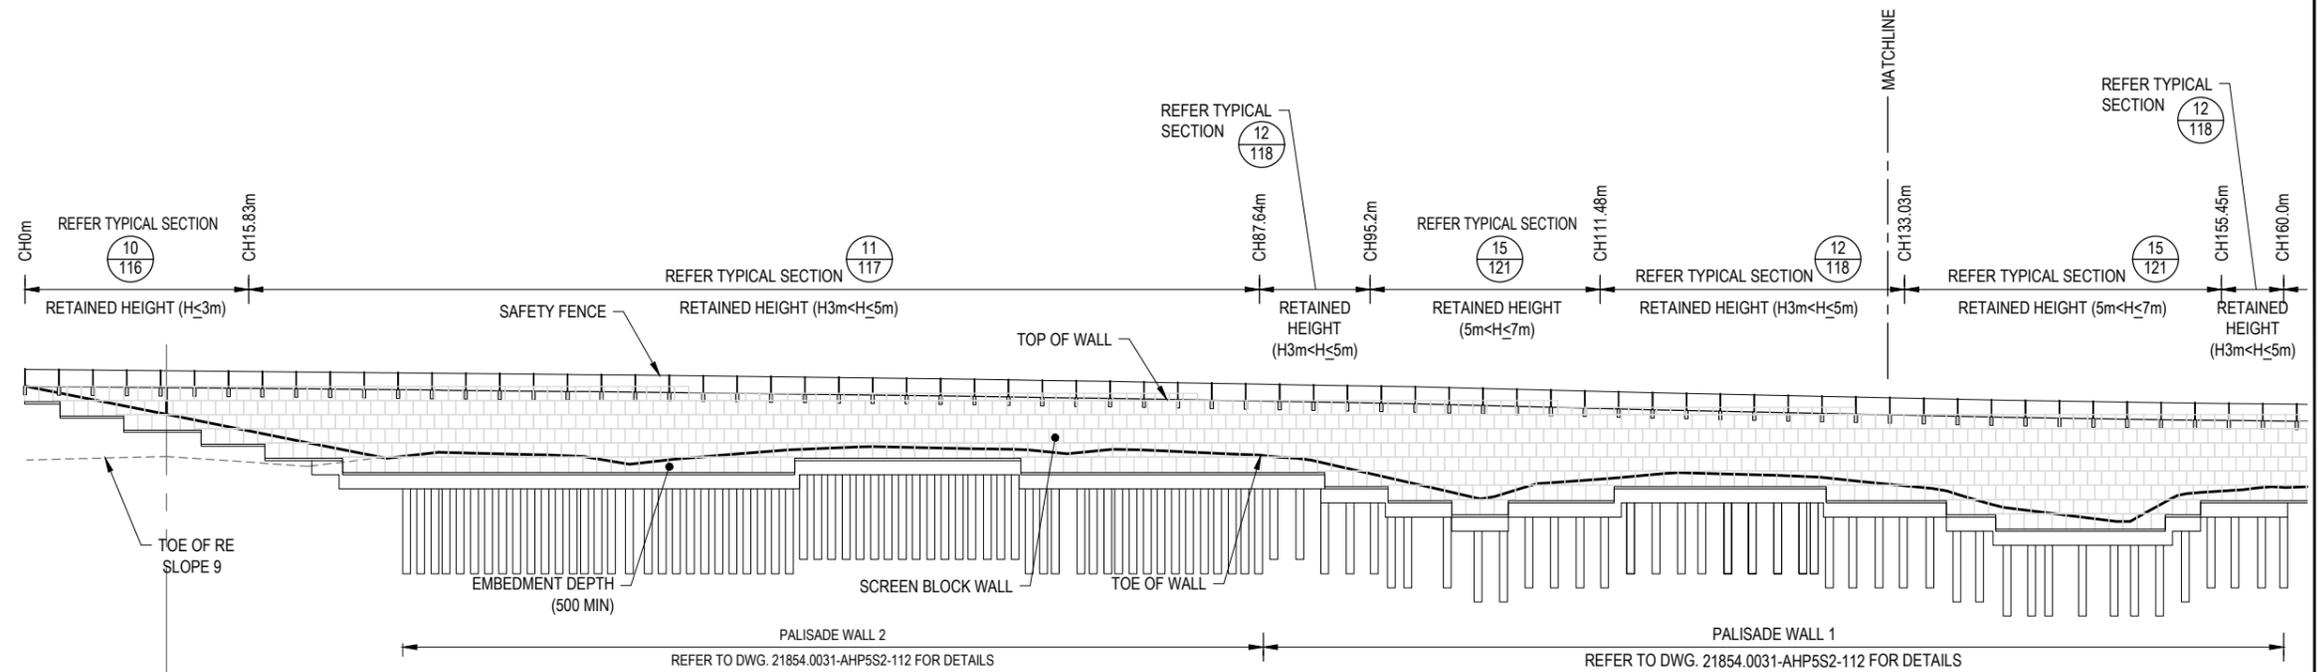 MATCHLINE
REFER TYPICAL
SECTION
12
118
REFER TYPICAL
SECTION
12
118
CH0m
REFER TYPICAL SECTION
10
116
CH15.83m
REFER TYPICAL SECTION
11
117
CH87.64m
CH95.2m
REFER TYPICAL SECTION
15
121
CH111.48m
REFER TYPICAL SECTION
12
118
CH133.03m
REFER TYPICAL SECTION
15
121
CH155.45m
CH160.0m
RETAINED HEIGHT (H≤3m)
RETAINED HEIGHT (H3m<H≤5m)
RETAINED
HEIGHT
(H3m<H≤5m)
RETAINED HEIGHT
(5m<H≤7m)
RETAINED HEIGHT (H3m<H≤5m)
RETAINED HEIGHT (5m<H≤7m)
RETAINED
HEIGHT
(H3m<H≤5m)
SAFETY FENCE
TOP OF WALL
TOE OF RE
SLOPE 9
EMBEDMENT DEPTH
(500 MIN)
SCREEN BLOCK WALL
TOE OF WALL
PALISADE WALL 2
REFER TO DWG. 21854.0031-AHP5S2-112 FOR DETAILS
PALISADE WALL 1
REFER TO DWG. 21854.0031-AHP5S2-112 FOR DETAILS